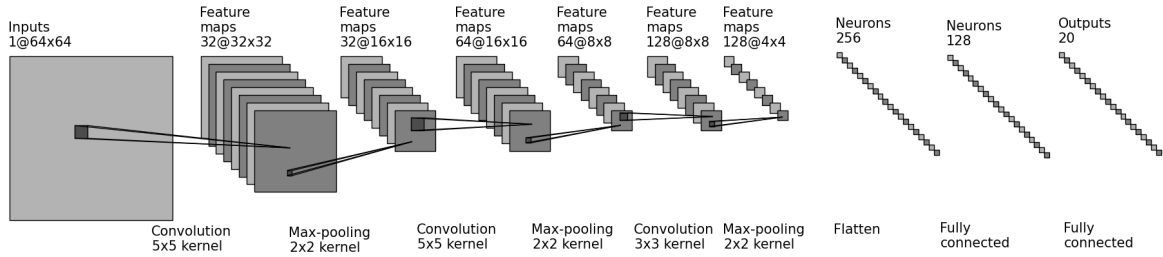 Inputs
1@64x64
Feature
maps
32@32x32
Feature
maps
32@16x16
Feature
maps
64@16x16
Feature
maps
64@8x8
Feature
maps
128@8x8
Feature
maps
128@4x4
Neurons
256
Neurons
128
Outputs
20
Convolution
5x5 kernel
Max-pooling
2x2 kernel
Convolution
5x5 kernel
Max-pooling
2x2 kernel
Convolution
3x3 kernel
Max-pooling
2x2 kernel
Flatten
Fully
connected
Fully
connected